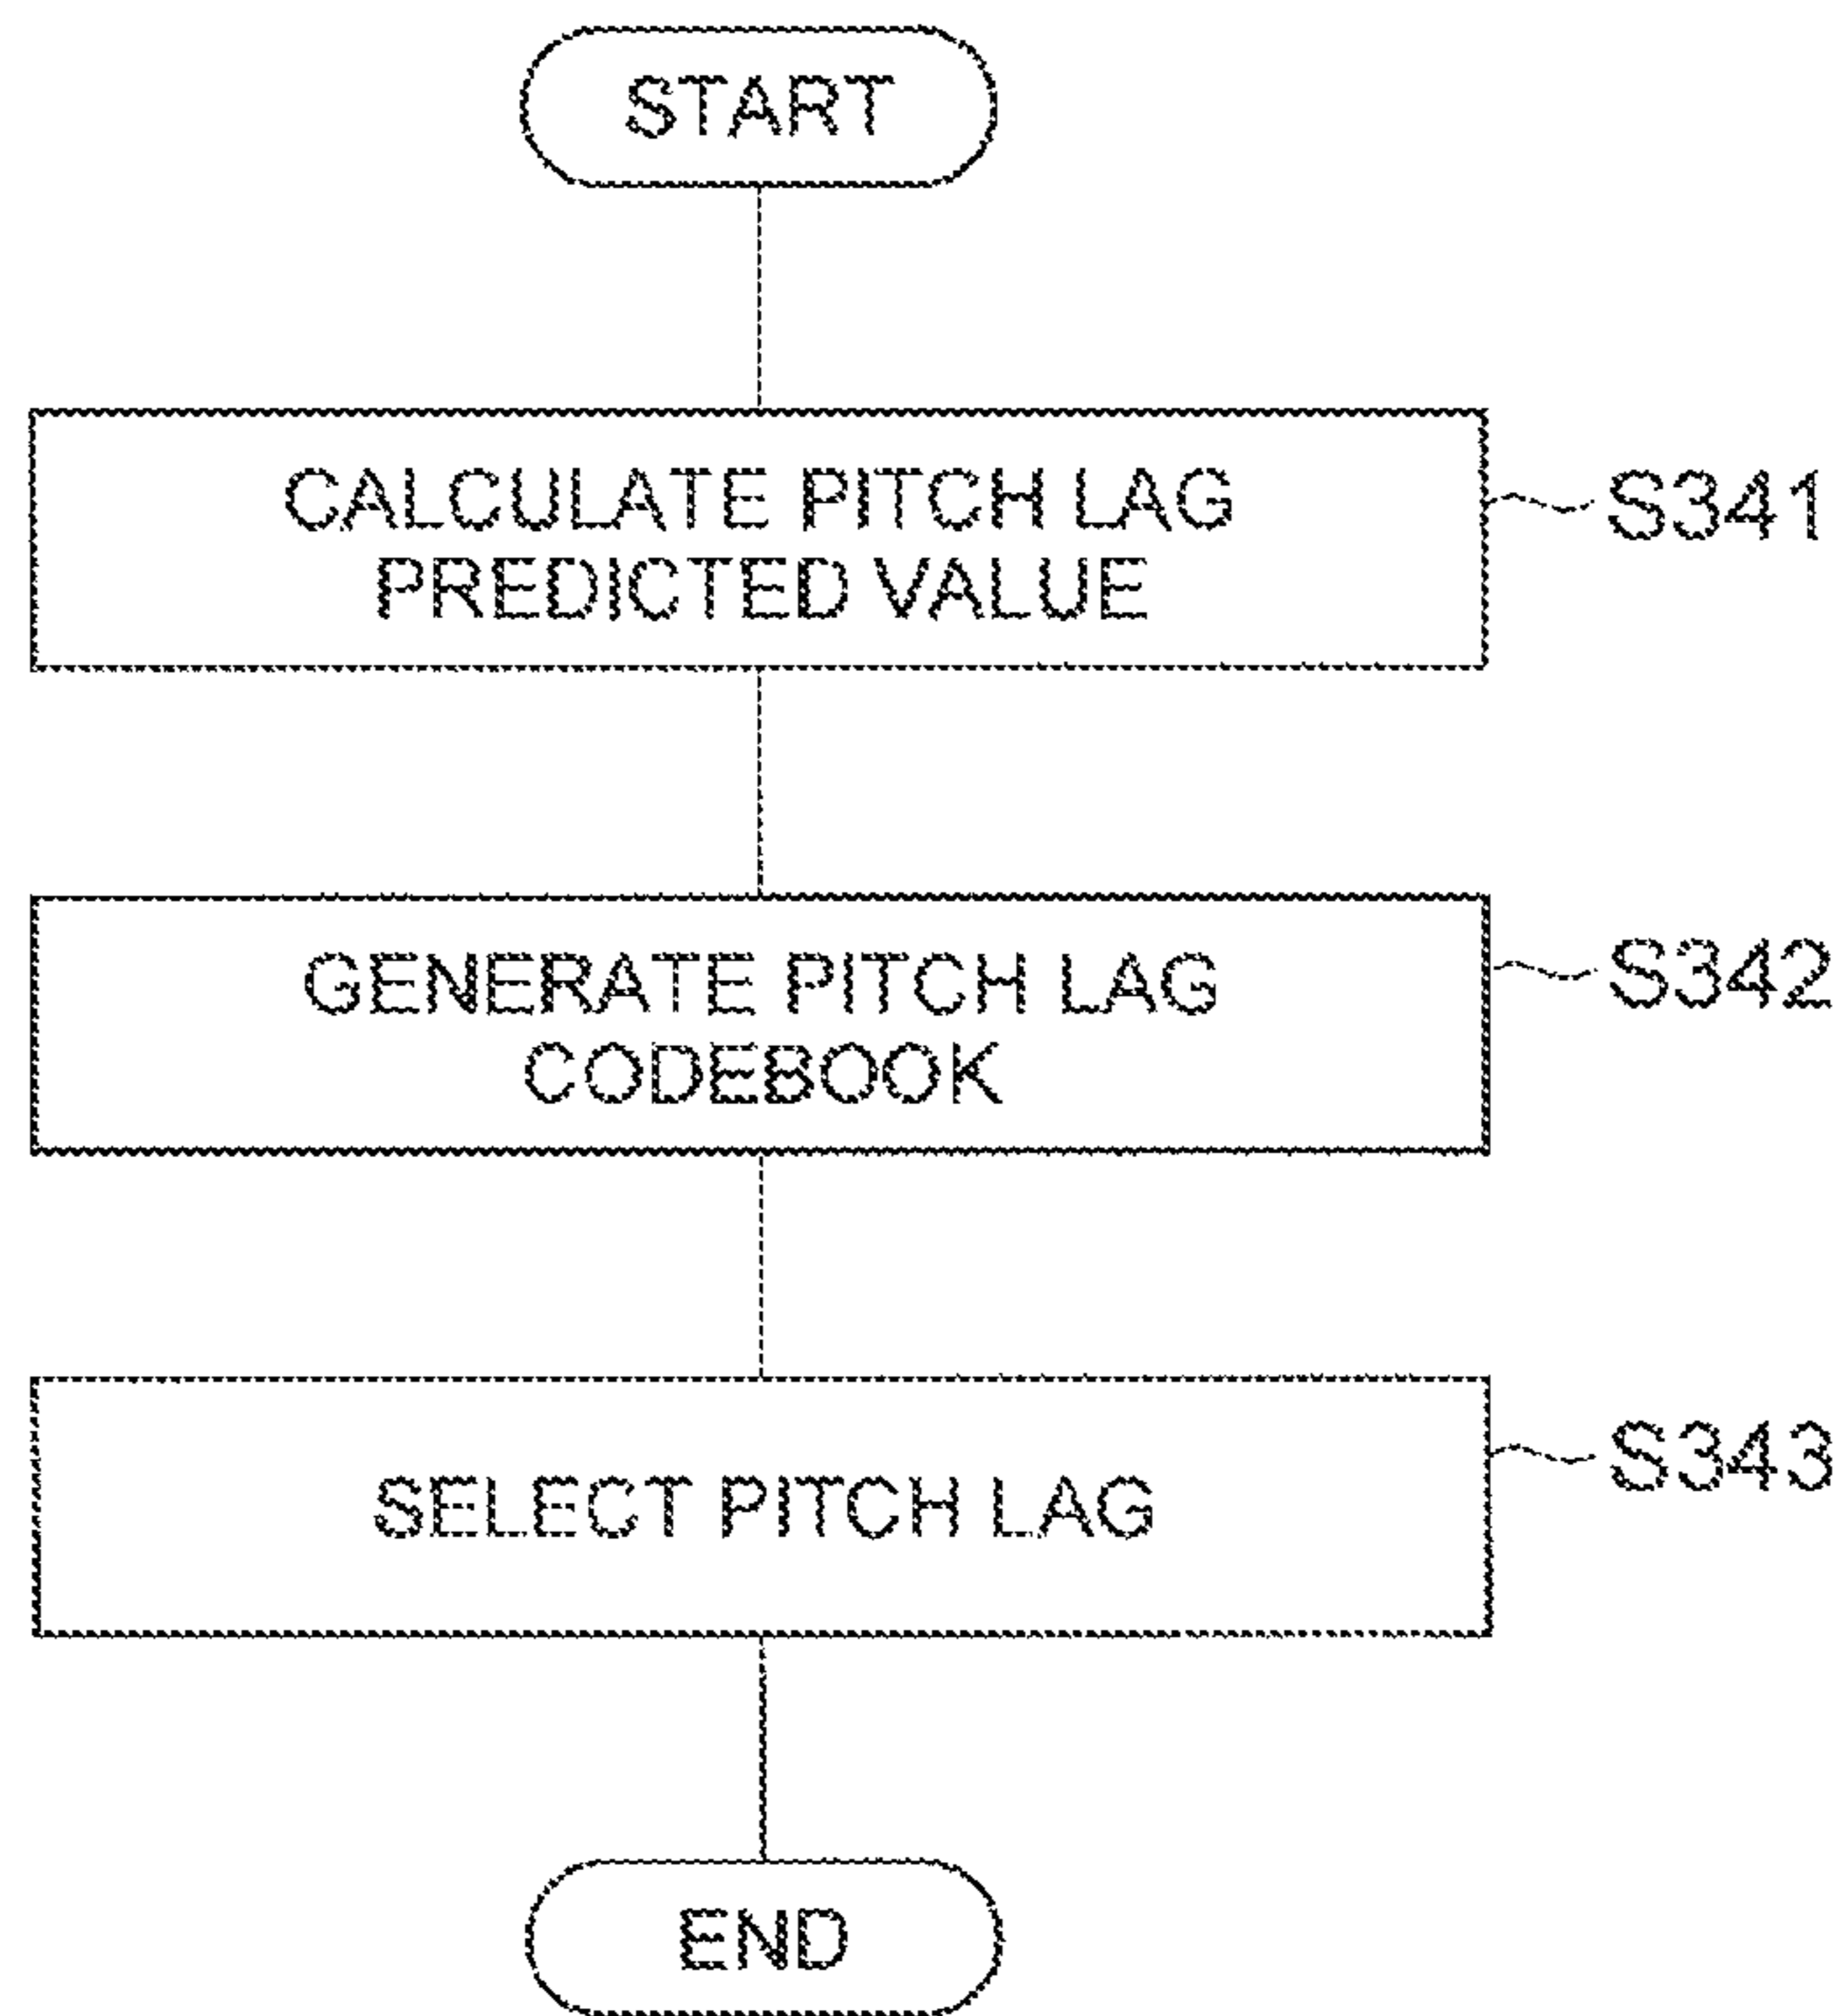 START
CALCULATE PITCH LAG
PREDICTED VALUE
S341
GENERATE PITCH LAG
CODEBOOK
S342
SELECT PITCH LAG
S343
END